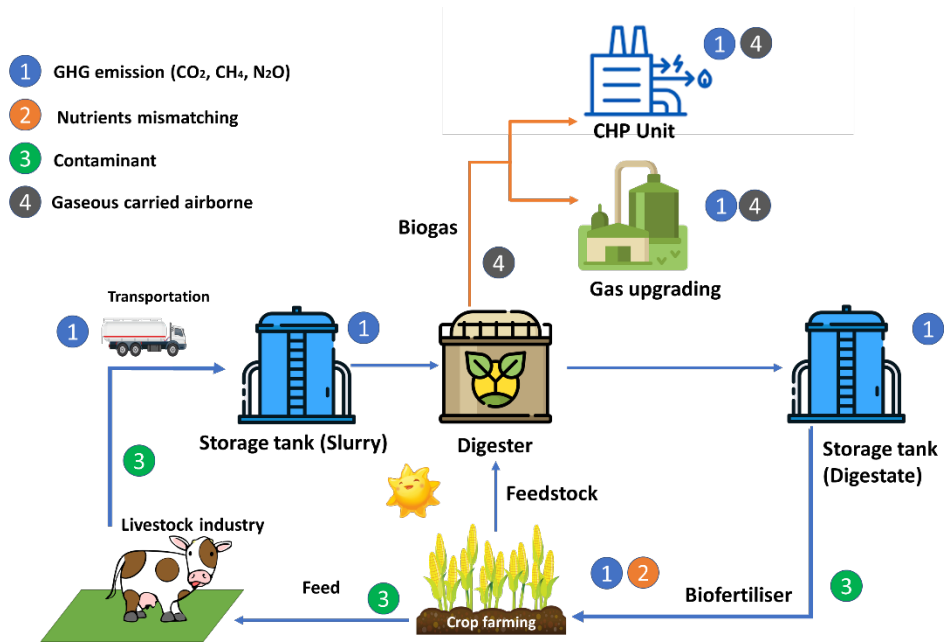 1 GHG emission (CO₂, CH₄, N₂O)
2 Nutrients mismatching
3 Contaminant
4 Gaseous carried airborne
1 4
CHP Unit
Biogas
4
1 4
Gas upgrading
Transportation
1
1
1
Storage tank (Slurry)
Digester
Storage tank
(Digestate)
3
Feedstock
Livestock industry
Feed
3
1 2
Biofertiliser
3
Crop farming